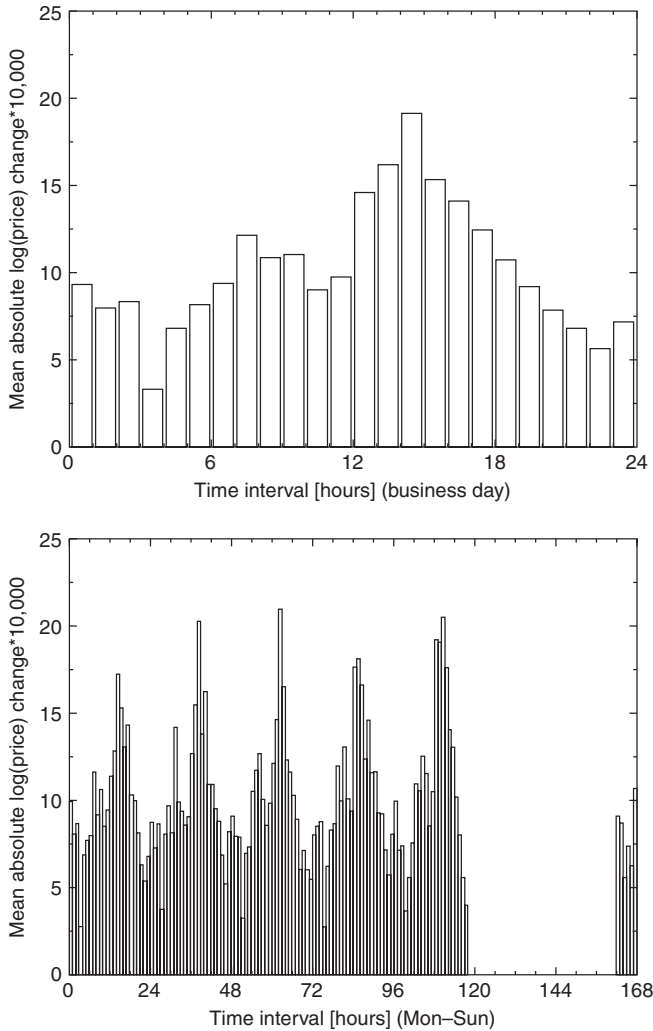 25
20
15
10
5
0
Mean absolute log(price) change*10,000
0 6 12 18 24
Time interval [hours] (business day)
25
20
15
10
5
0
Mean absolute log(price) change*10,000
0 24 48 72 96 120 144 168
Time interval [hours] (Mon–Sun)